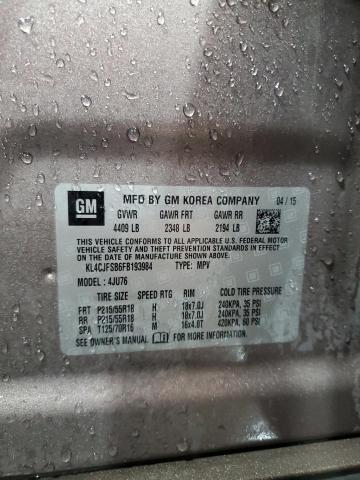 GM
MFD BY GM KOREA COMPANY 04/15
GVWR GAWR FRT GAWR RR
4409 LB 2348 LB 2194 LB
THIS VEHICLE CONFORMS TO ALL APPLICABLE U.S. FEDERAL MOTOR
VEHICLE SAFETY AND THEFT PREVENTION STANDARDS IN EFFECT ON THE
DATE OF MANUFACTURE SHOWN ABOVE.
KL4CJFSB6FB193984 TYPE: MPV
MODEL: 4JU76
TIRE SIZE SPEED RTG RIM COLD TIRE PRESSURE
FRT P215/55R18 H 18x7.0J 240KPA, 35 PSI
RR P215/55R18 H 18x7.0J 240KPA, 35 PSI
SPA T125/70R16 M 16x4.0T 420KPA, 60 PSI
SEE OWNER'S MANUAL FOR MORE INFORMATION.